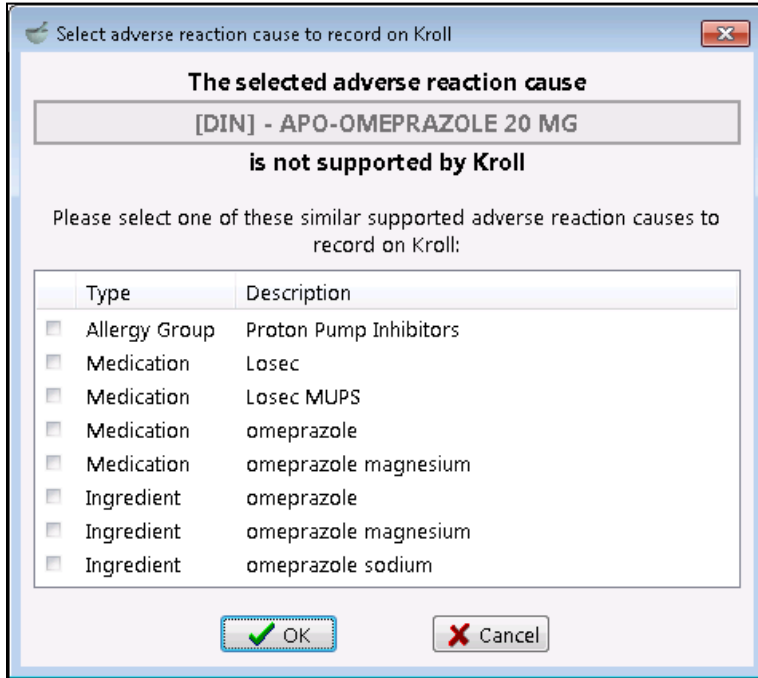 Select adverse reaction cause to record on Kroll
The selected adverse reaction cause
[DIN] - APO-OMEPRAZOLE 20 MG
is not supported by Kroll
Please select one of these similar supported adverse reaction causes to
record on Kroll:
Type Description
Allergy Group Proton Pump Inhibitors
Medication Losec
Medication Losec MUPS
Medication omeprazole
Medication omeprazole magnesium
Ingredient omeprazole
Ingredient omeprazole magnesium
Ingredient omeprazole sodium
OK Cancel